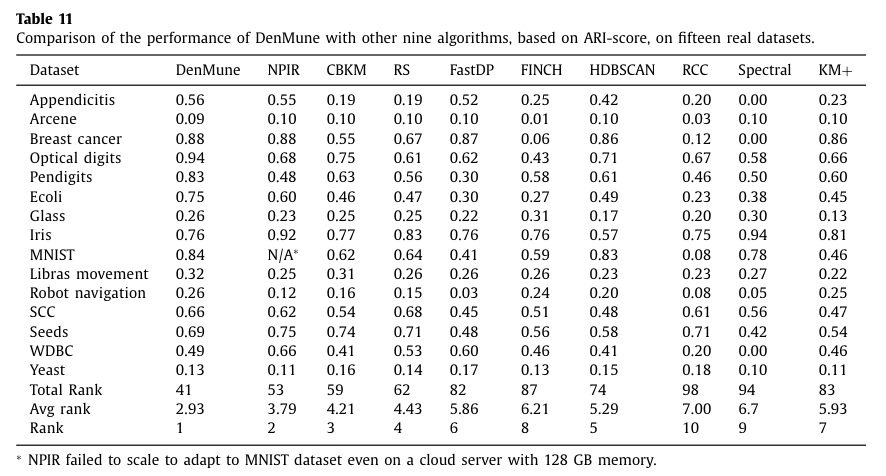 Table 11
Comparison of the performance of DenMune with other nine algorithms, based on ARI-score, on fifteen real datasets.
Dataset DenMune NPIR CBKM RS FastDP FINCH HDBSCAN RCC Spectral KM+
Appendicitis 0.56 0.55 0.19 0.19 0.52 0.25 0.42 0.20 0.00 0.23
Arcene 0.09 0.10 0.10 0.10 0.10 0.01 0.10 0.03 0.10 0.10
Breast cancer 0.88 0.88 0.55 0.67 0.87 0.06 0.86 0.12 0.00 0.86
Optical digits 0.94 0.68 0.75 0.61 0.62 0.43 0.71 0.67 0.58 0.66
Pendigits 0.83 0.48 0.63 0.56 0.30 0.58 0.61 0.46 0.50 0.60
Ecoli 0.75 0.60 0.46 0.47 0.30 0.27 0.49 0.23 0.38 0.45
Glass 0.26 0.23 0.25 0.25 0.22 0.31 0.17 0.20 0.30 0.13
Iris 0.76 0.92 0.77 0.83 0.76 0.76 0.57 0.75 0.94 0.81
MNIST 0.84 N/A* 0.62 0.64 0.41 0.59 0.83 0.08 0.78 0.46
Libras movement 0.32 0.25 0.31 0.26 0.26 0.26 0.23 0.23 0.27 0.22
Robot navigation 0.26 0.12 0.16 0.15 0.03 0.24 0.20 0.08 0.05 0.25
SCC 0.66 0.62 0.54 0.68 0.45 0.51 0.48 0.61 0.56 0.47
Seeds 0.69 0.75 0.74 0.71 0.48 0.56 0.58 0.71 0.42 0.54
WDBC 0.49 0.66 0.41 0.53 0.60 0.46 0.41 0.20 0.00 0.46
Yeast 0.13 0.11 0.16 0.14 0.17 0.13 0.15 0.18 0.10 0.11
Total Rank 41 53 59 62 82 87 74 98 94 83
Avg rank 2.93 3.79 4.21 4.43 5.86 6.21 5.29 7.00 6.7 5.93
Rank 1 2 3 4 6 8 5 10 9 7
* NPIR failed to scale to adapt to MNIST dataset even on a cloud server with 128 GB memory.